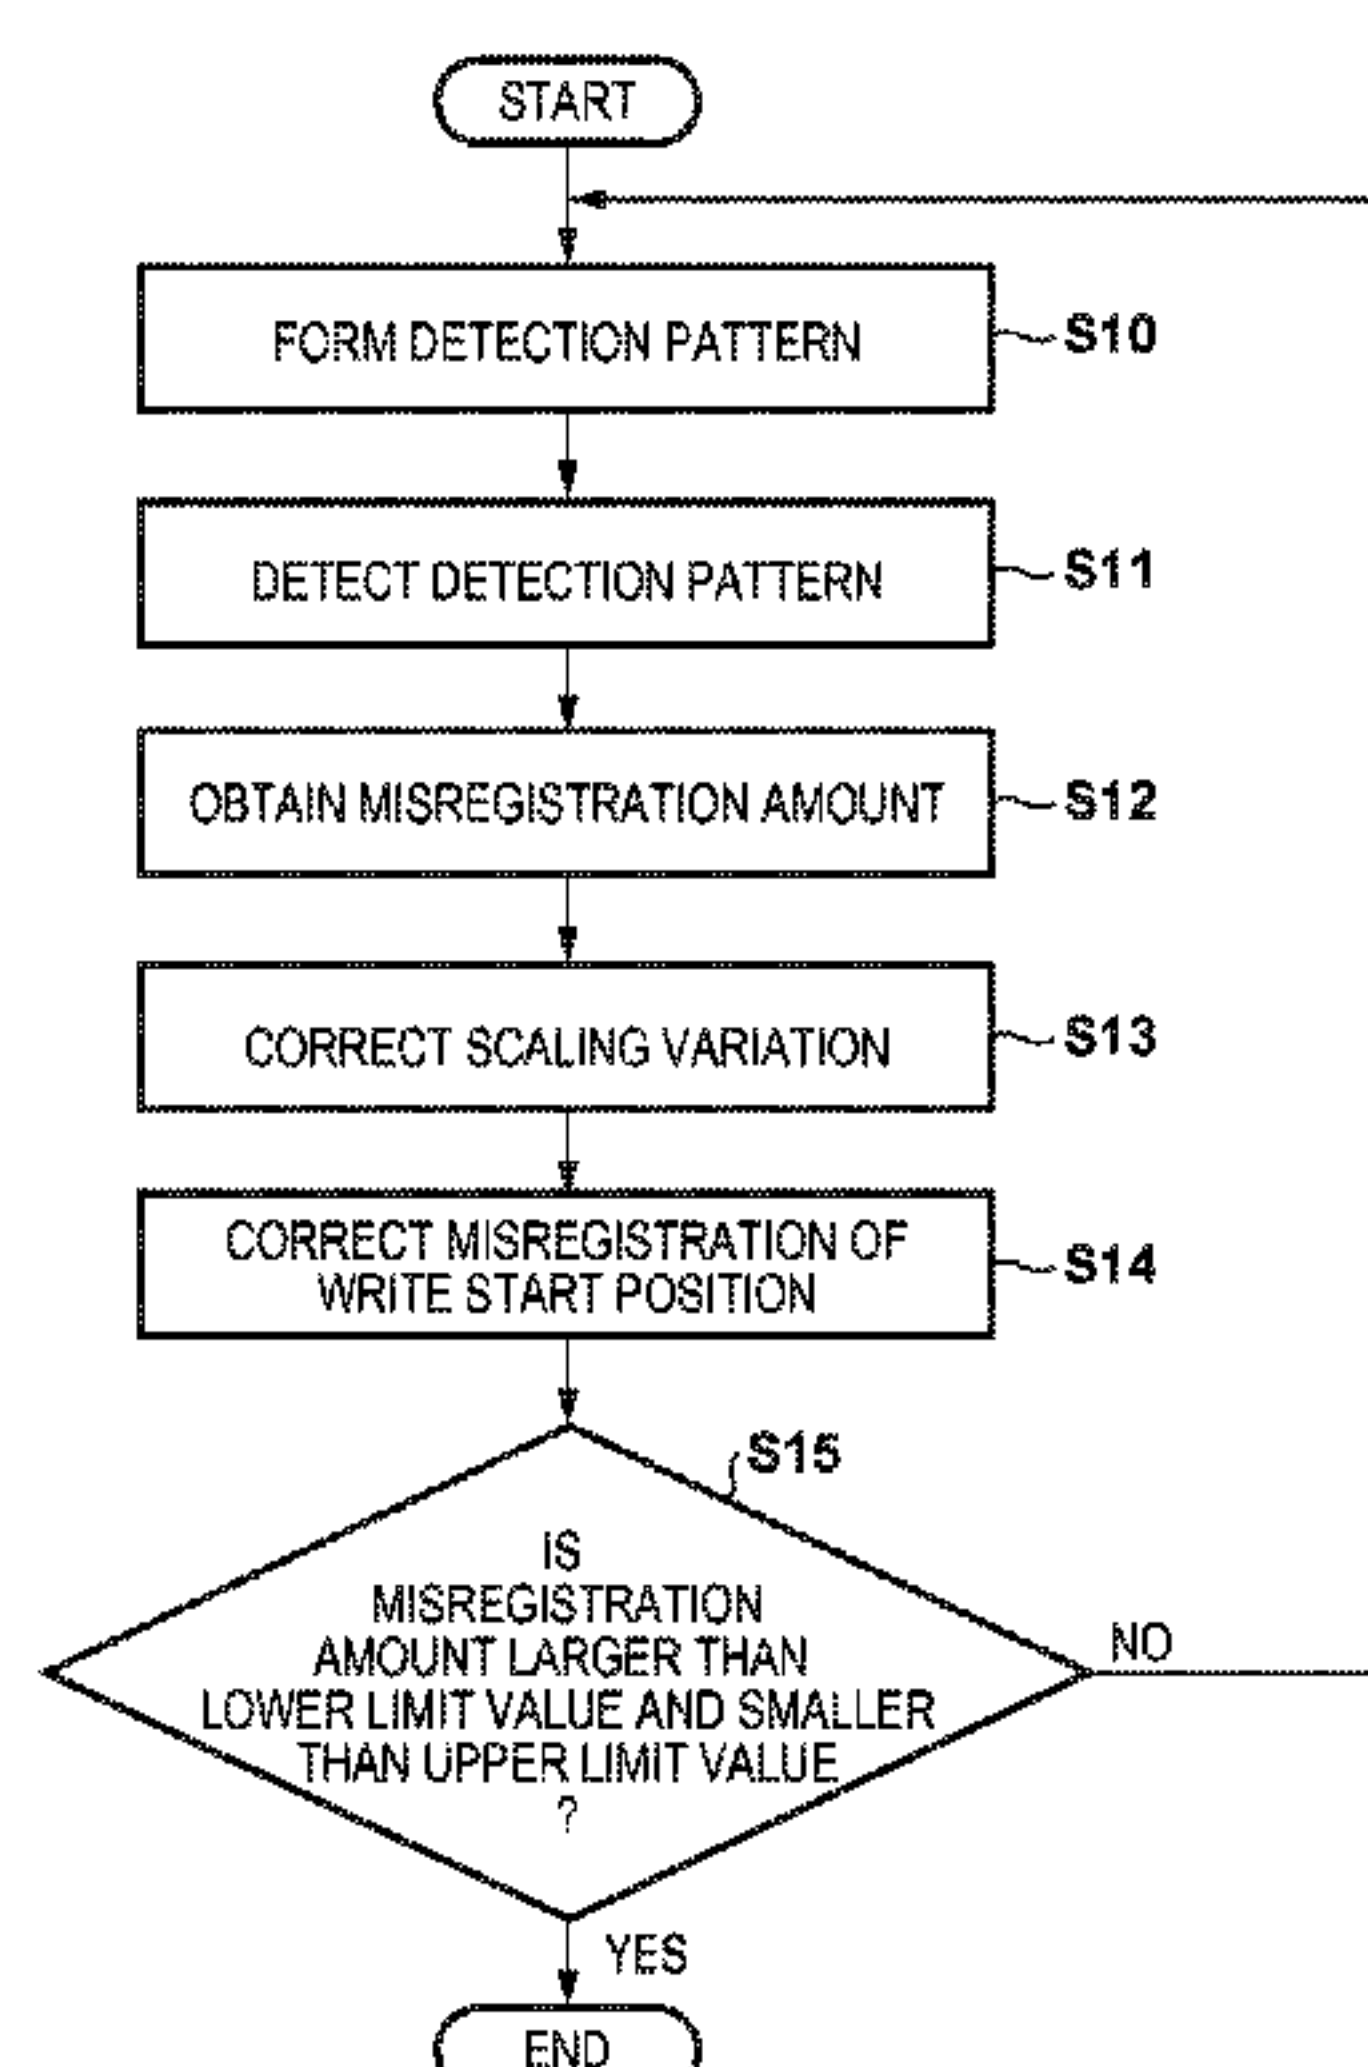 START
FORM DETECTION PATTERN
S10
DETECT DETECTION PATTERN
S11
OBTAIN MISREGISTRATION AMOUNT
S12
CORRECT SCALING VARIATION
S13
CORRECT MISREGISTRATION OF
WRITE START POSITION
S14
S15
IS
MISREGISTRATION
AMOUNT LARGER THAN
LOWER LIMIT VALUE AND SMALLER
THAN UPPER LIMIT VALUE
?
NO
YES
END